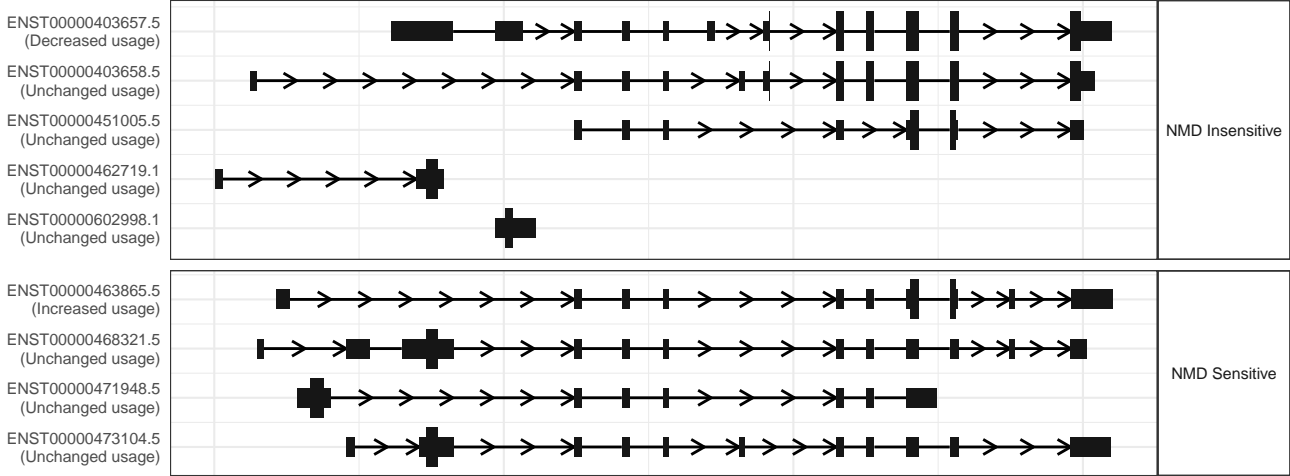 ENST00000403657.5
(Decreased usage)
ENST00000403658.5
(Unchanged usage)
ENST00000451005.5
(Unchanged usage)
ENST00000462719.1
(Unchanged usage)
ENST00000602998.1
(Unchanged usage)
NMD Insensitive
ENST00000463865.5
(Increased usage)
ENST00000468321.5
(Unchanged usage)
ENST00000471948.5
(Unchanged usage)
ENST00000473104.5
(Unchanged usage)
NMD Sensitive